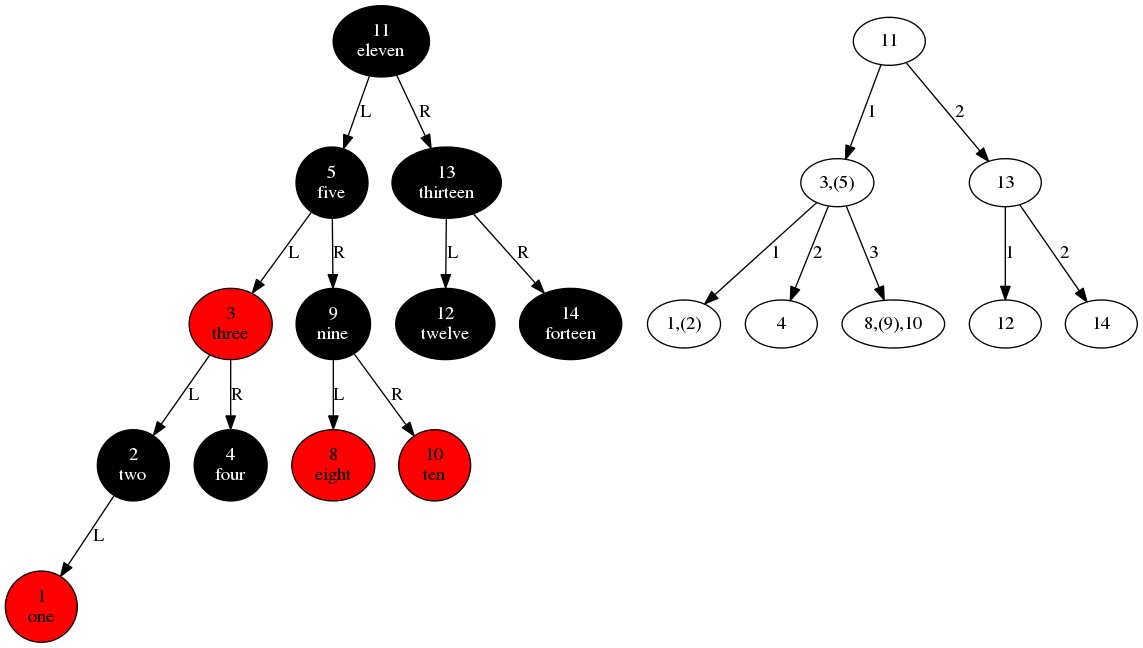 11
eleven
L
R
5
five
13
thirteen
L
R
L
R
3
three
9
nine
12
twelve
14
forteen
L
R
L
R
2
two
4
four
8
eight
10
ten
L
1
one
11
1
2
3,(5)
13
1
2
3
1
2
1,(2)
4
8,(9),10
12
14